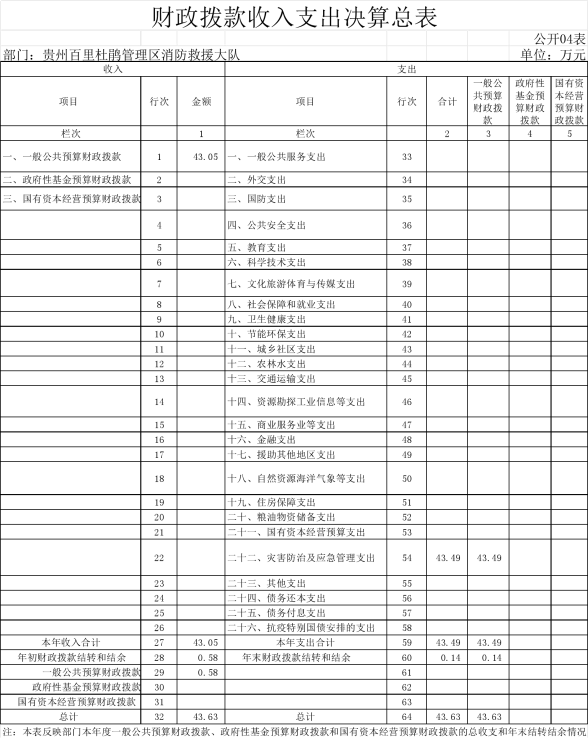 财政拨款收入支出决算总表
公开04表
部门：贵州百里杜鹃管理区消防救援大队 单位：万元
收入 支出
项目 行次 金额 项目 行次 合计 一般公共预算财政拨款 政府性基金预算财政拨款 国有资本经营预算财政拨款
栏次 1 栏次 2 3 4 5
一、一般公共预算财政拨款 1 43.05 一、一般公共服务支出 33
二、政府性基金预算财政拨款 2 二、外交支出 34
三、国有资本经营预算财政拨款 3 三、国防支出 35
4 四、公共安全支出 36
5 五、教育支出 37
6 六、科学技术支出 38
7 七、文化旅游体育与传媒支出 39
8 八、社会保障和就业支出 40
9 九、卫生健康支出 41
10 十、节能环保支出 42
11 十一、城乡社区支出 43
12 十二、农林水支出 44
13 十三、交通运输支出 45
14 十四、资源勘探工业信息等支出 46
15 十五、商业服务业等支出 47
16 十六、金融支出 48
17 十七、援助其他地区支出 49
18 十八、自然资源海洋气象等支出 50
19 十九、住房保障支出 51
20 二十、粮油物资储备支出 52
21 二十一、国有资本经营预算支出 53
22 二十二、灾害防治及应急管理支出 54 43.49 43.49
23 二十三、其他支出 55
24 二十四、债务还本支出 56
25 二十五、债务付息支出 57
26 二十六、抗疫特别国债安排的支出 58
本年收入合计 27 43.05 本年支出合计 59 43.49 43.49
年初财政拨款结转和结余 28 0.58 年末财政拨款结转和结余 60 0.14 0.14
一般公共预算财政拨款 29 0.58 61
政府性基金预算财政拨款 30 62
国有资本经营预算财政拨款 31 63
总计 32 43.63 总计 64 43.63 43.63
注：本表反映部门本年度一般公共预算财政拨款、政府性基金预算财政拨款和国有资本经营预算财政拨款的总收支和年末结转结余情况